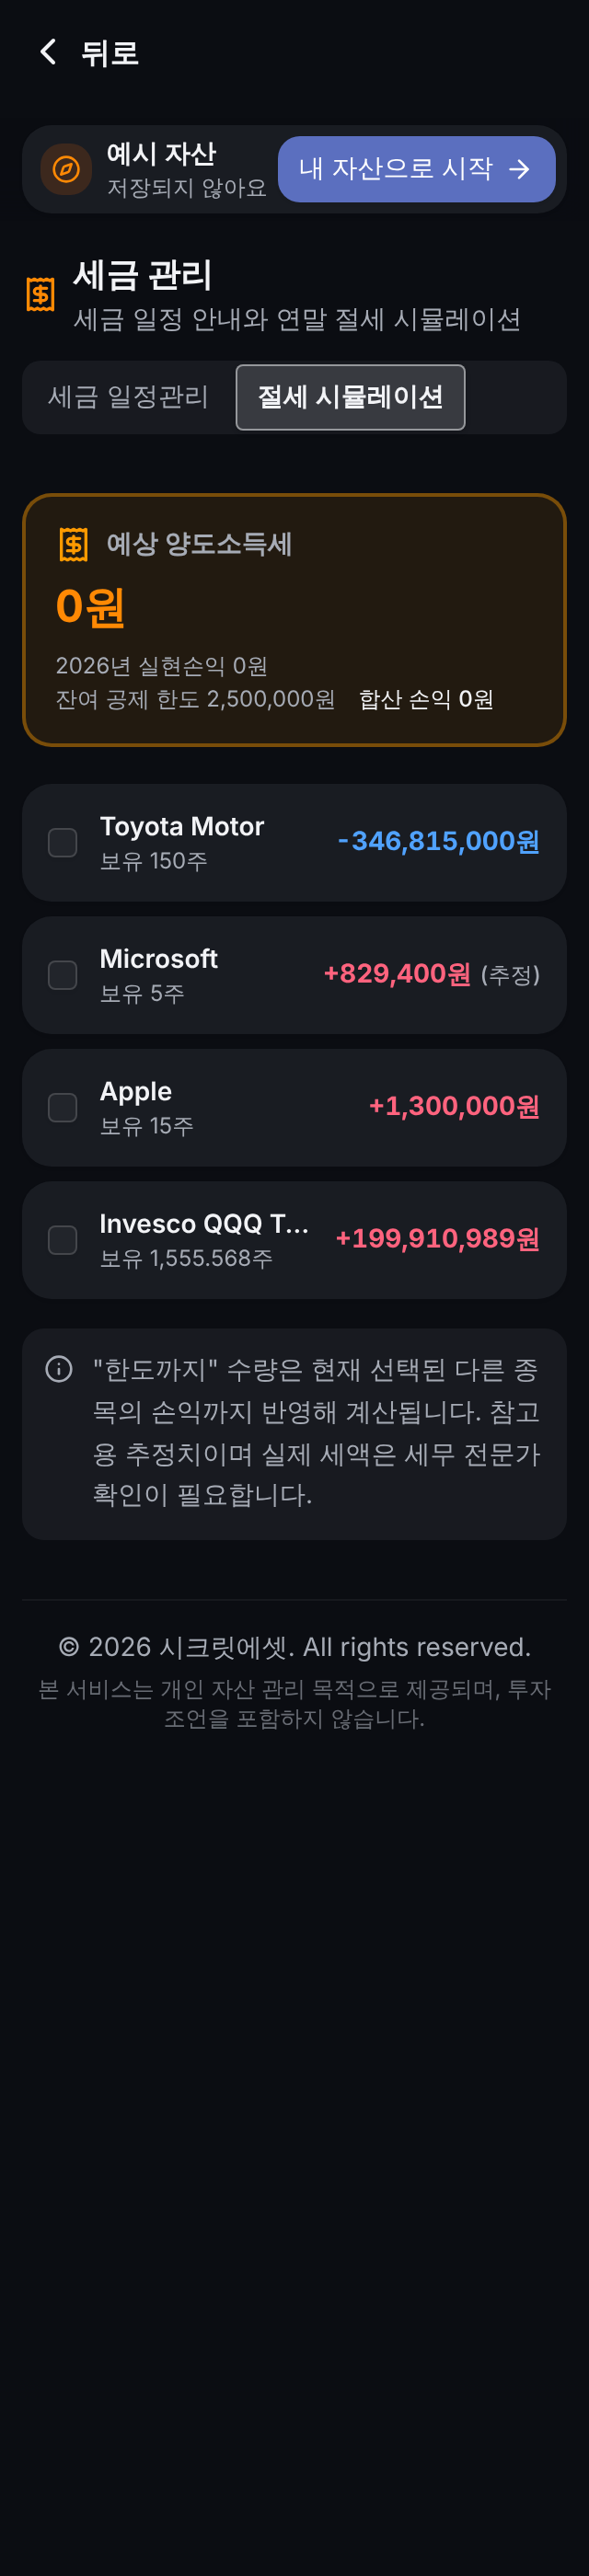 뒤로
예시 자산
저장되지 않아요
내 자산으로 시작
세금 관리
세금 일정 안내와 연말 절세 시뮬레이션
세금 일정관리
절세 시뮬레이션
예상 양도소득세
0원
2026년 실현손익 0원
잔여 공제 한도 2,500,000원 합산 손익 0원
Toyota Motor
보유 150주
-346,815,000원
Microsoft
보유 5주
+829,400원 (추정)
Apple
보유 15주
+1,300,000원
Invesco QQQ T...
보유 1,555.568주
+199,910,989원
"한도까지" 수량은 현재 선택된 다른 종
목의 손익까지 반영해 계산됩니다. 참고
용 추정치이며 실제 세액은 세무 전문가
확인이 필요합니다.
© 2026 시크릿에셋. All rights reserved.
본 서비스는 개인 자산 관리 목적으로 제공되며, 투자
조언을 포함하지 않습니다.